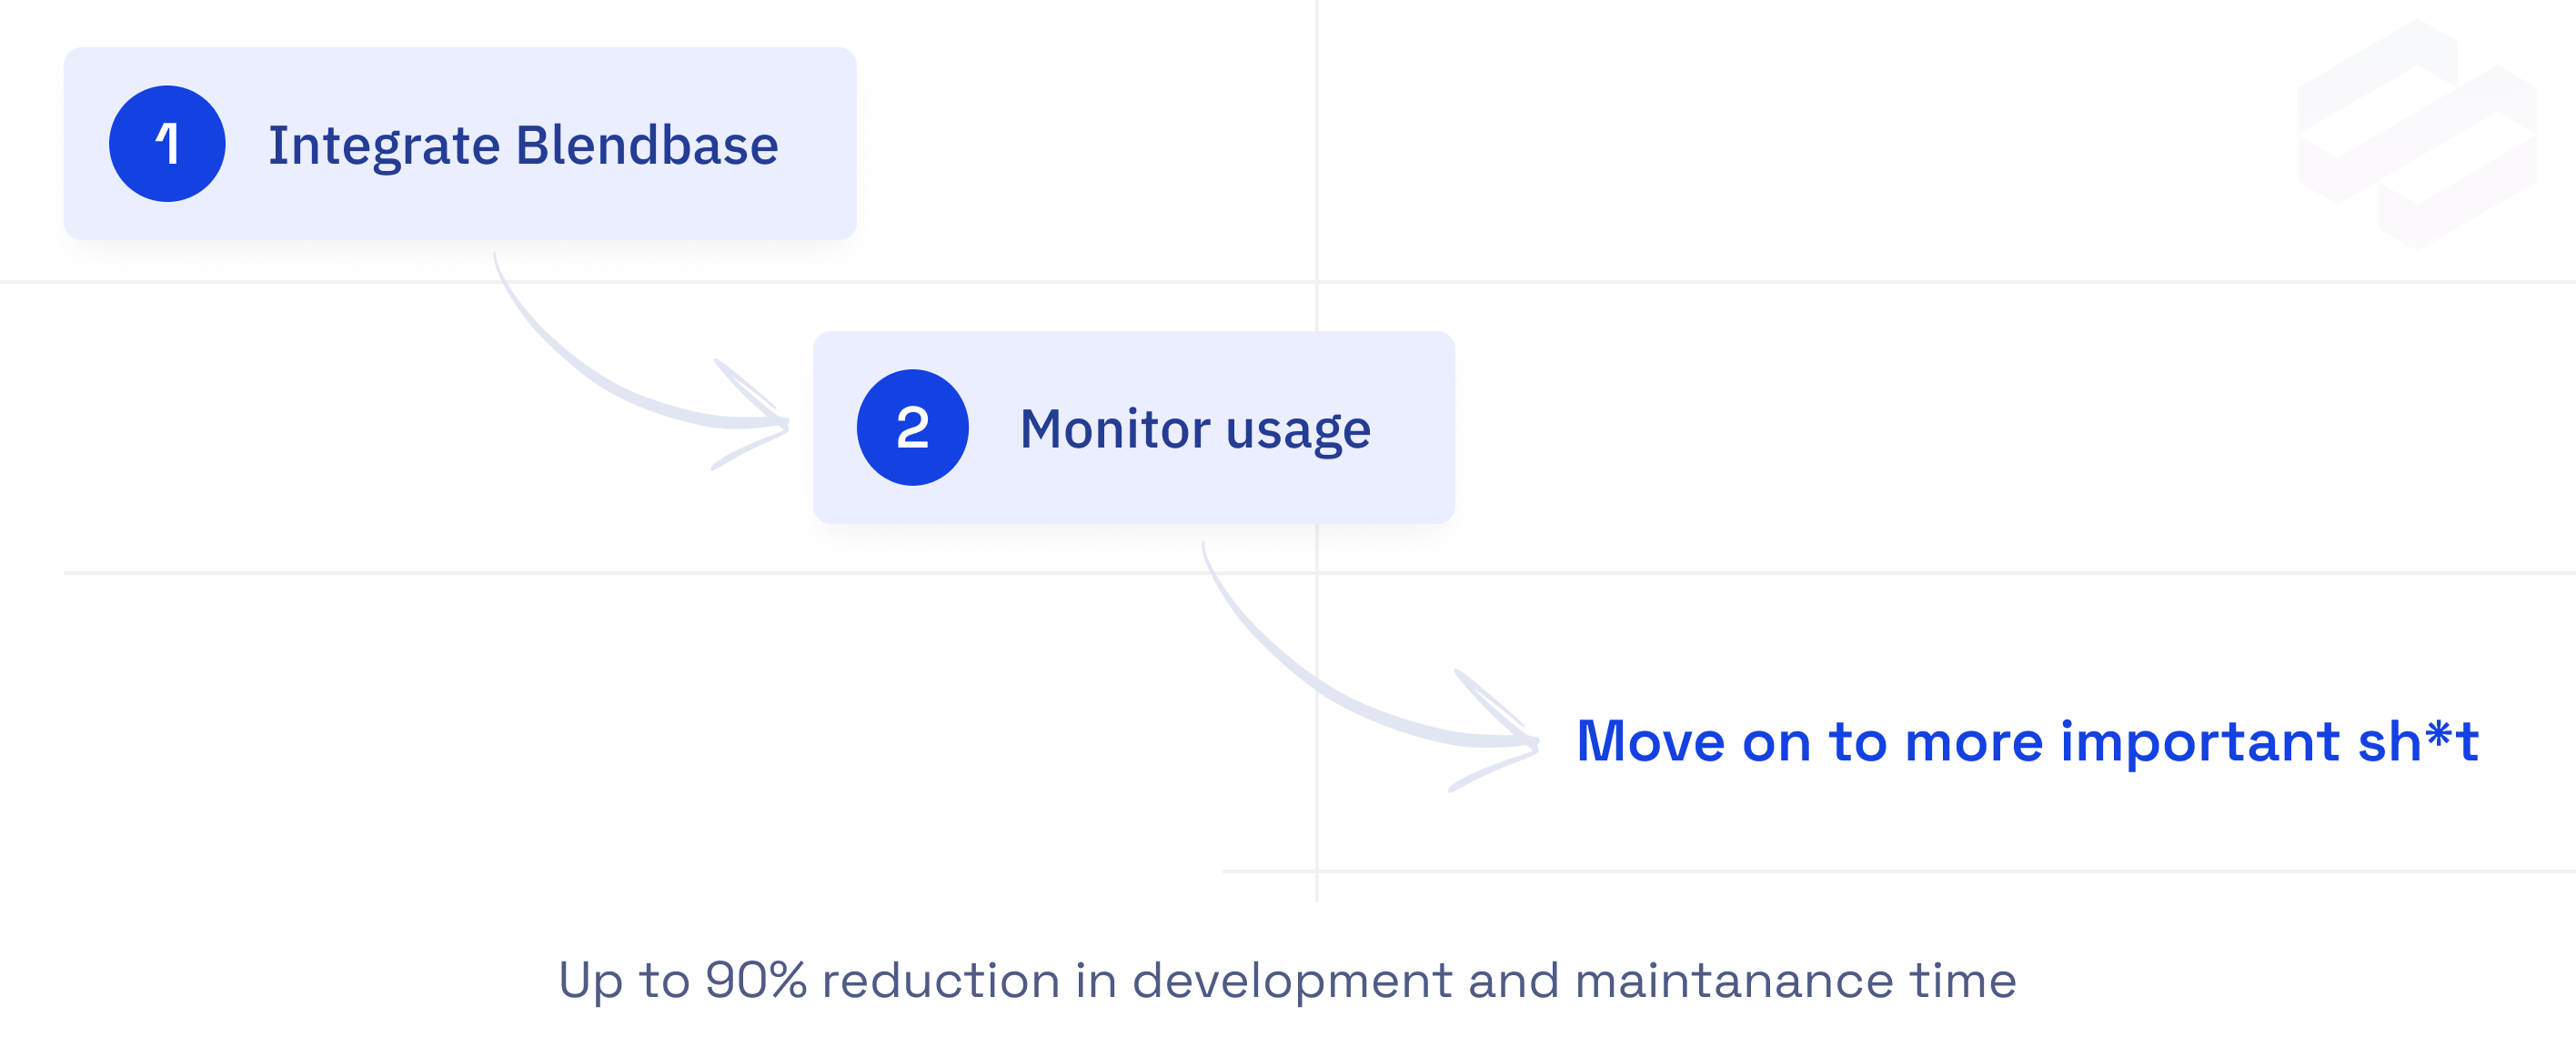 1 Integrate Blendbase
2 Monitor usage
Move on to more important sh*t
Up to 90% reduction in development and maintanance time